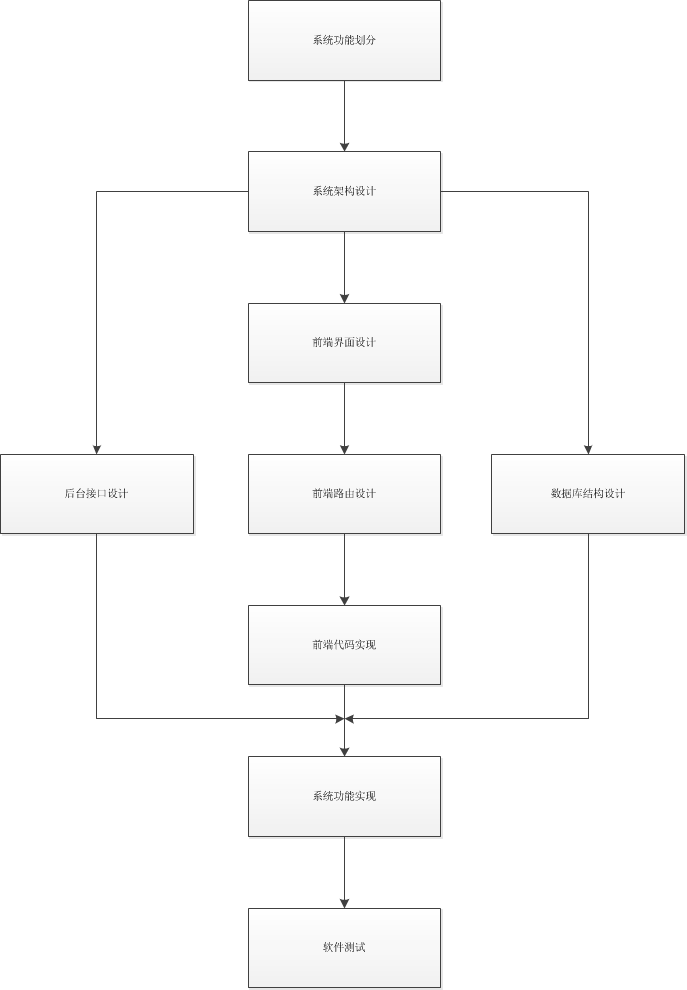 系统功能划分
系统架构设计
前端界面设计
后台接口设计
前端路由设计
数据库结构设计
前端代码实现
系统功能实现
软件测试